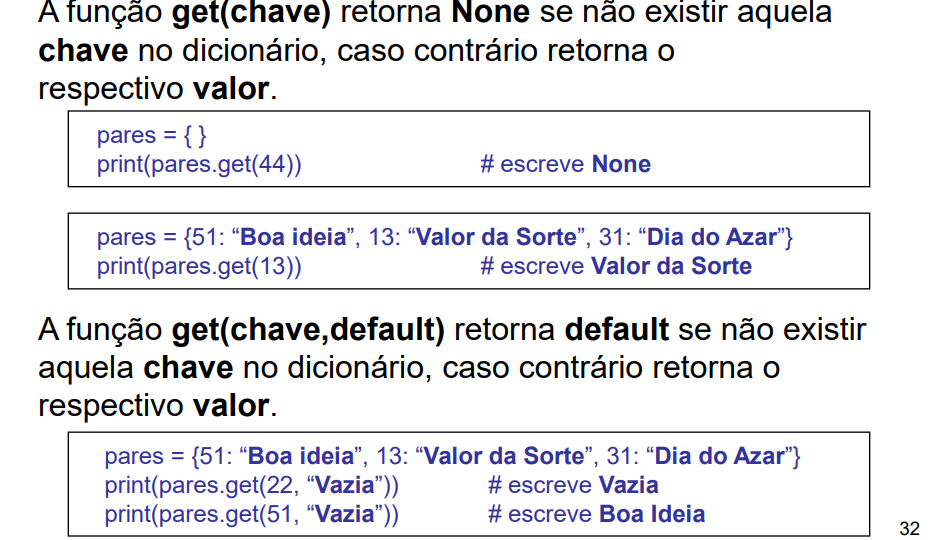 A função get(chave) retorna None se não existir aquela
chave no dicionário, caso contrário retorna o
respectivo valor.
pares = { }
print(pares.get(44)) # escreve None
pares = {51: “Boa ideia”, 13: “Valor da Sorte”, 31: “Dia do Azar”}
print(pares.get(13)) # escreve Valor da Sorte
A função get(chave,default) retorna default se não existir
aquela chave no dicionário, caso contrário retorna o
respectivo valor.
pares = {51: “Boa ideia”, 13: “Valor da Sorte”, 31: “Dia do Azar”}
print(pares.get(22, “Vazia”)) # escreve Vazia
print(pares.get(51, “Vazia”)) # escreve Boa Ideia
32